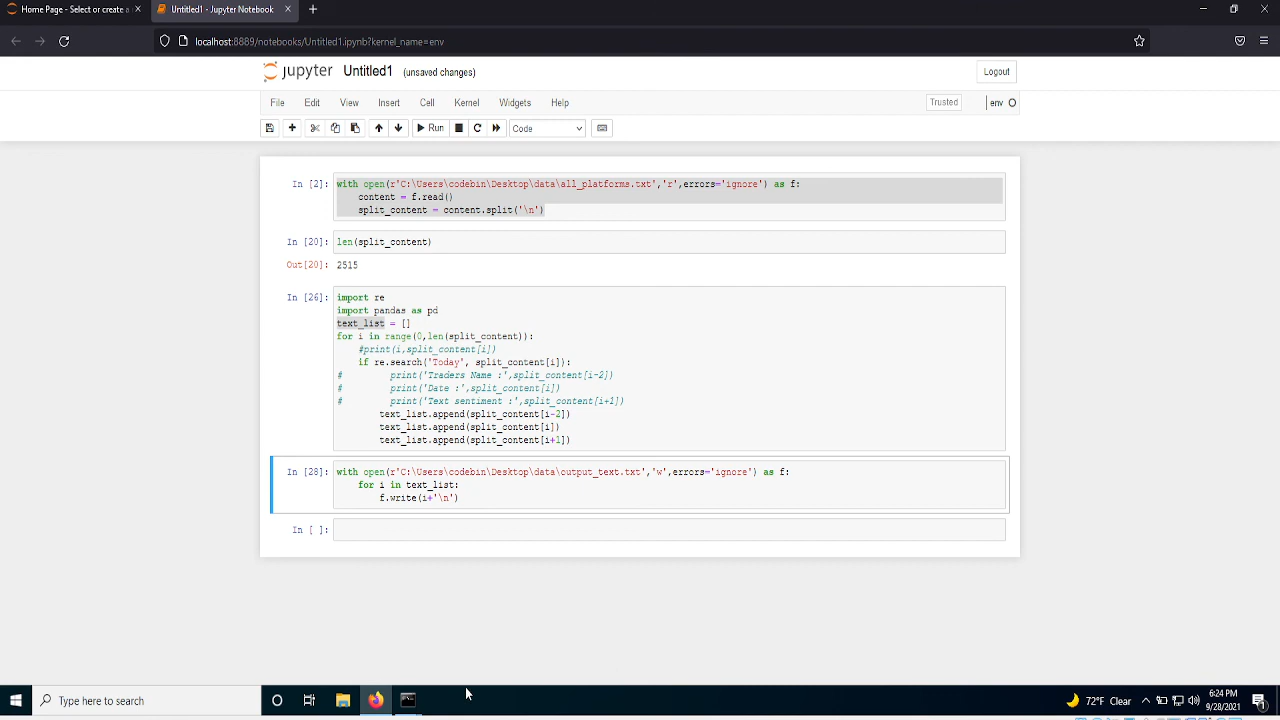 Home Page - Select or create a
Untitled1 - Jupyter Notebook
localhost:8889/notebooks/Untitled1.ipynb?kernel_name=env
jupyter Untitled1 (unsaved changes)
Logout
File Edit View Insert Cell Kernel Widgets Help
Trusted env
Run Code
In [2]: with open(r'C:\Users\codebin\Desktop\data\all_platforms.txt','r',errors='ignore') as f:
content = f.read()
split_content = content.split('\n')
In [20]: len(split_content)
Out[20]: 2515
In [26]: import re
import pandas as pd
text_list = []
for i in range(0,len(split_content)):
#print(i,split_content[i])
if re.search('Today', split_content[i]):
# print('Traders Name :',split_content[i-2])
# print('Date :',split_content[i])
# print('Text sentiment :',split_content[i+1])
text_list.append(split_content[i-2])
text_list.append(split_content[i])
text_list.append(split_content[i+1])
In [28]: with open(r'C:\Users\codebin\Desktop\data\output_text.txt','w',errors='ignore') as f:
for i in text_list:
f.write(i+'\n')
In [ ]:
Type here to search
72°F Clear
6:24 PM
9/28/2021